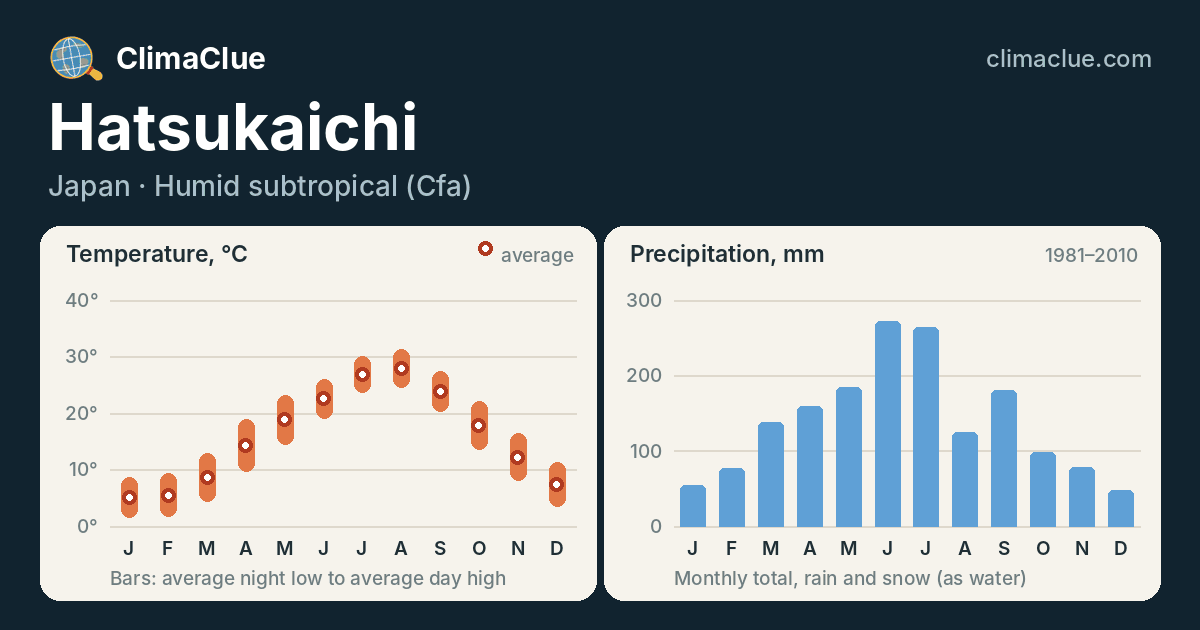 ClimaClue
climaclue.com
Hatsukaichi
Japan · Humid subtropical (Cfa)
Temperature, °C
average
40°
30°
20°
10°
0°
J F M A M J J A S O N D
Bars: average night low to average day high
Precipitation, mm
1981–2010
300
200
100
0
J F M A M J J A S O N D
Monthly total, rain and snow (as water)